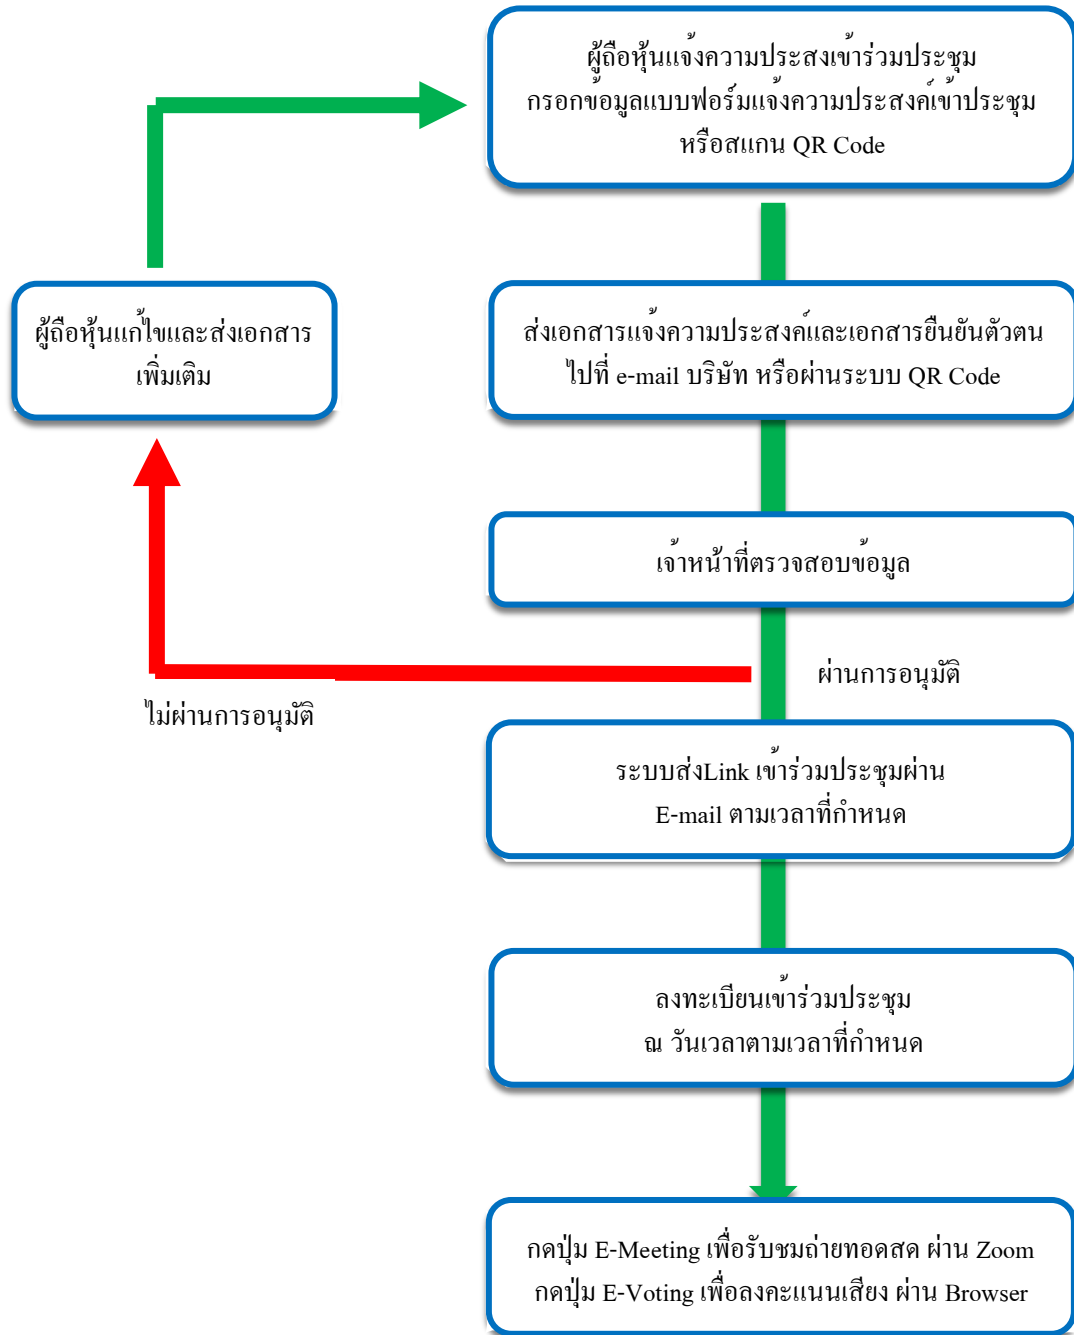 ผู้ถือหุ้นแจ้งความประสงเข้าร่วมประชุม
กรอกข้อมูลแบบฟอร์มแจ้งความประสงค์เข้าประชุม
หรือสแกน QR Code
ผู้ถือหุ้นแก้ไขและส่งเอกสาร
เพิ่มเติม
ส่งเอกสารแจ้งความประสงค์และเอกสารยืนยันตัวตน
ไปที่ e-mail บริษัท หรือผ่านระบบ QR Code
เจ้าหน้าที่ตรวจสอบข้อมูล
ผ่านการอนุมัติ
ไม่ผ่านการอนุมัติ
ระบบส่งLink เข้าร่วมประชุมผ่าน
E-mail ตามเวลาที่กำหนด
ลงทะเบียนเข้าร่วมประชุม
ณ วันเวลาตามเวลาที่กำหนด
กดปุ่ม E-Meeting เพื่อรับชมถ่ายทอดสด ผ่าน Zoom
กดปุ่ม E-Voting เพื่อลงคะแนนเสียง ผ่าน Browser